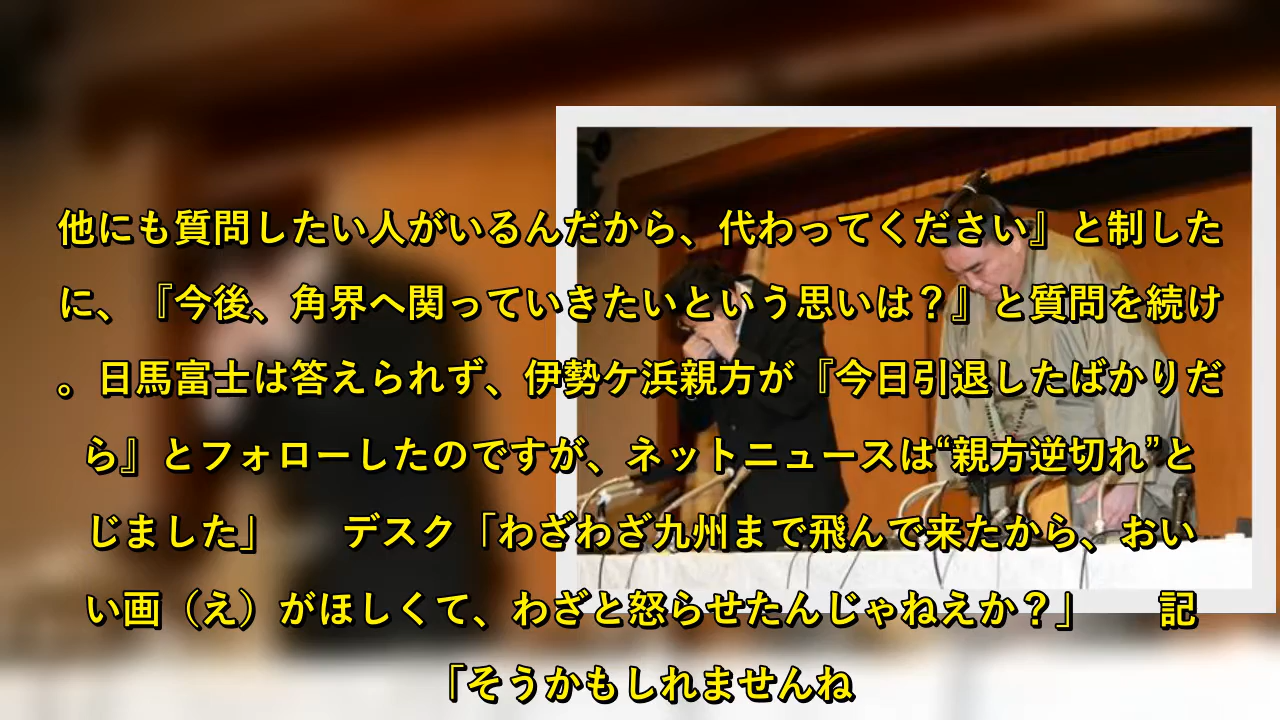 他にも質問したい人がいるんだから、代わってください』と制した
に、『今後、角界へ関っていきたいという思いは？』と質問を続け
。日馬富士は答えられず、伊勢ケ浜親方が『今日引退したばかりだ
ら』とフォローしたのですが、ネットニュースは“親方逆切れ”と
じました」　　デスク「わざわざ九州まで飛んで来たから、おい
い画（え）がほしくて、わざと怒らせたんじゃねえか？」　　記
「そうかもしれませんね